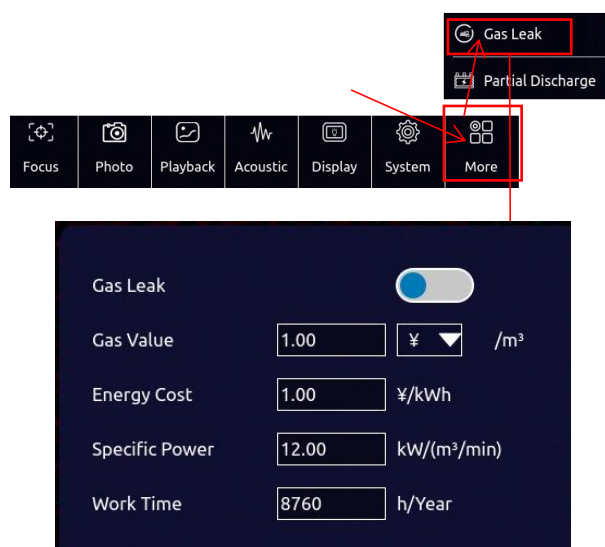 Gas Leak
Partial Discharge
Focus Photo Playback Acoustic Display System More
Gas Leak
Gas Value 1.00 ¥ /m³
Energy Cost 1.00 ¥/kWh
Specific Power 12.00 kW/(m³/min)
Work Time 8760 h/Year